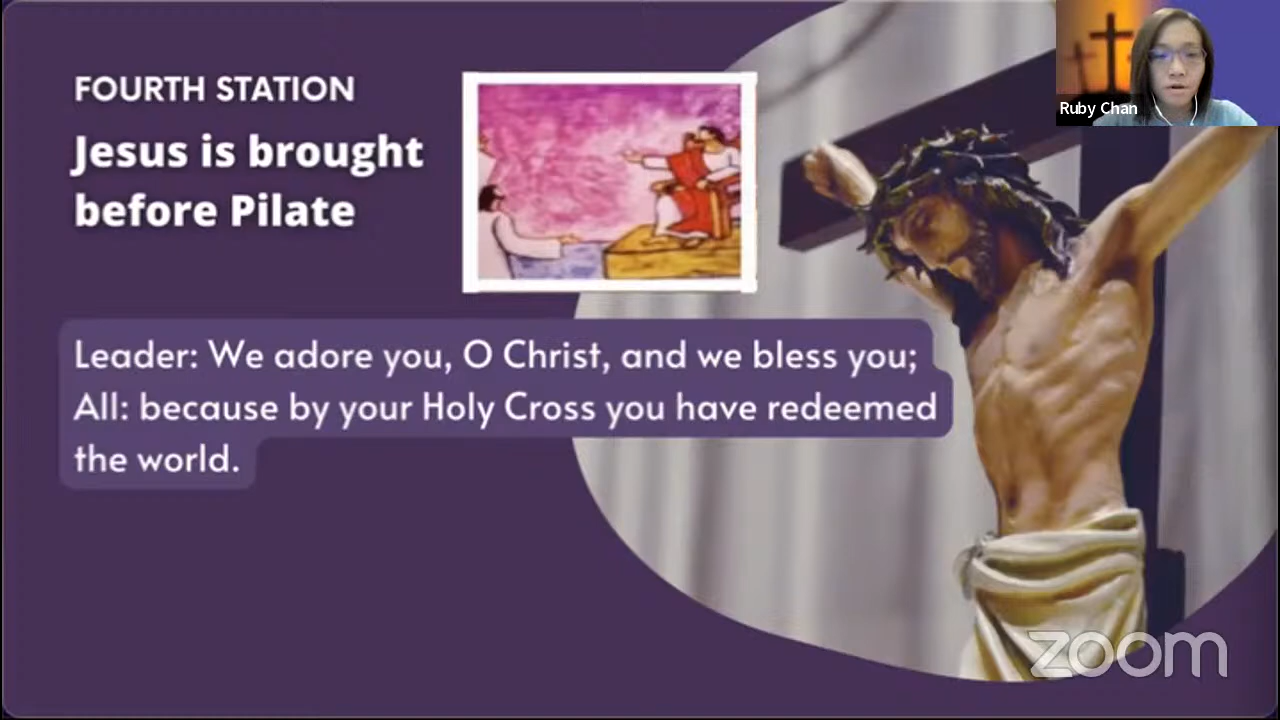 FOURTH STATION
Jesus is brought
before Pilate
Ruby Chan
Leader: We adore you, O Christ, and we bless you;
All: because by your Holy Cross you have redeemed
the world.
zoom